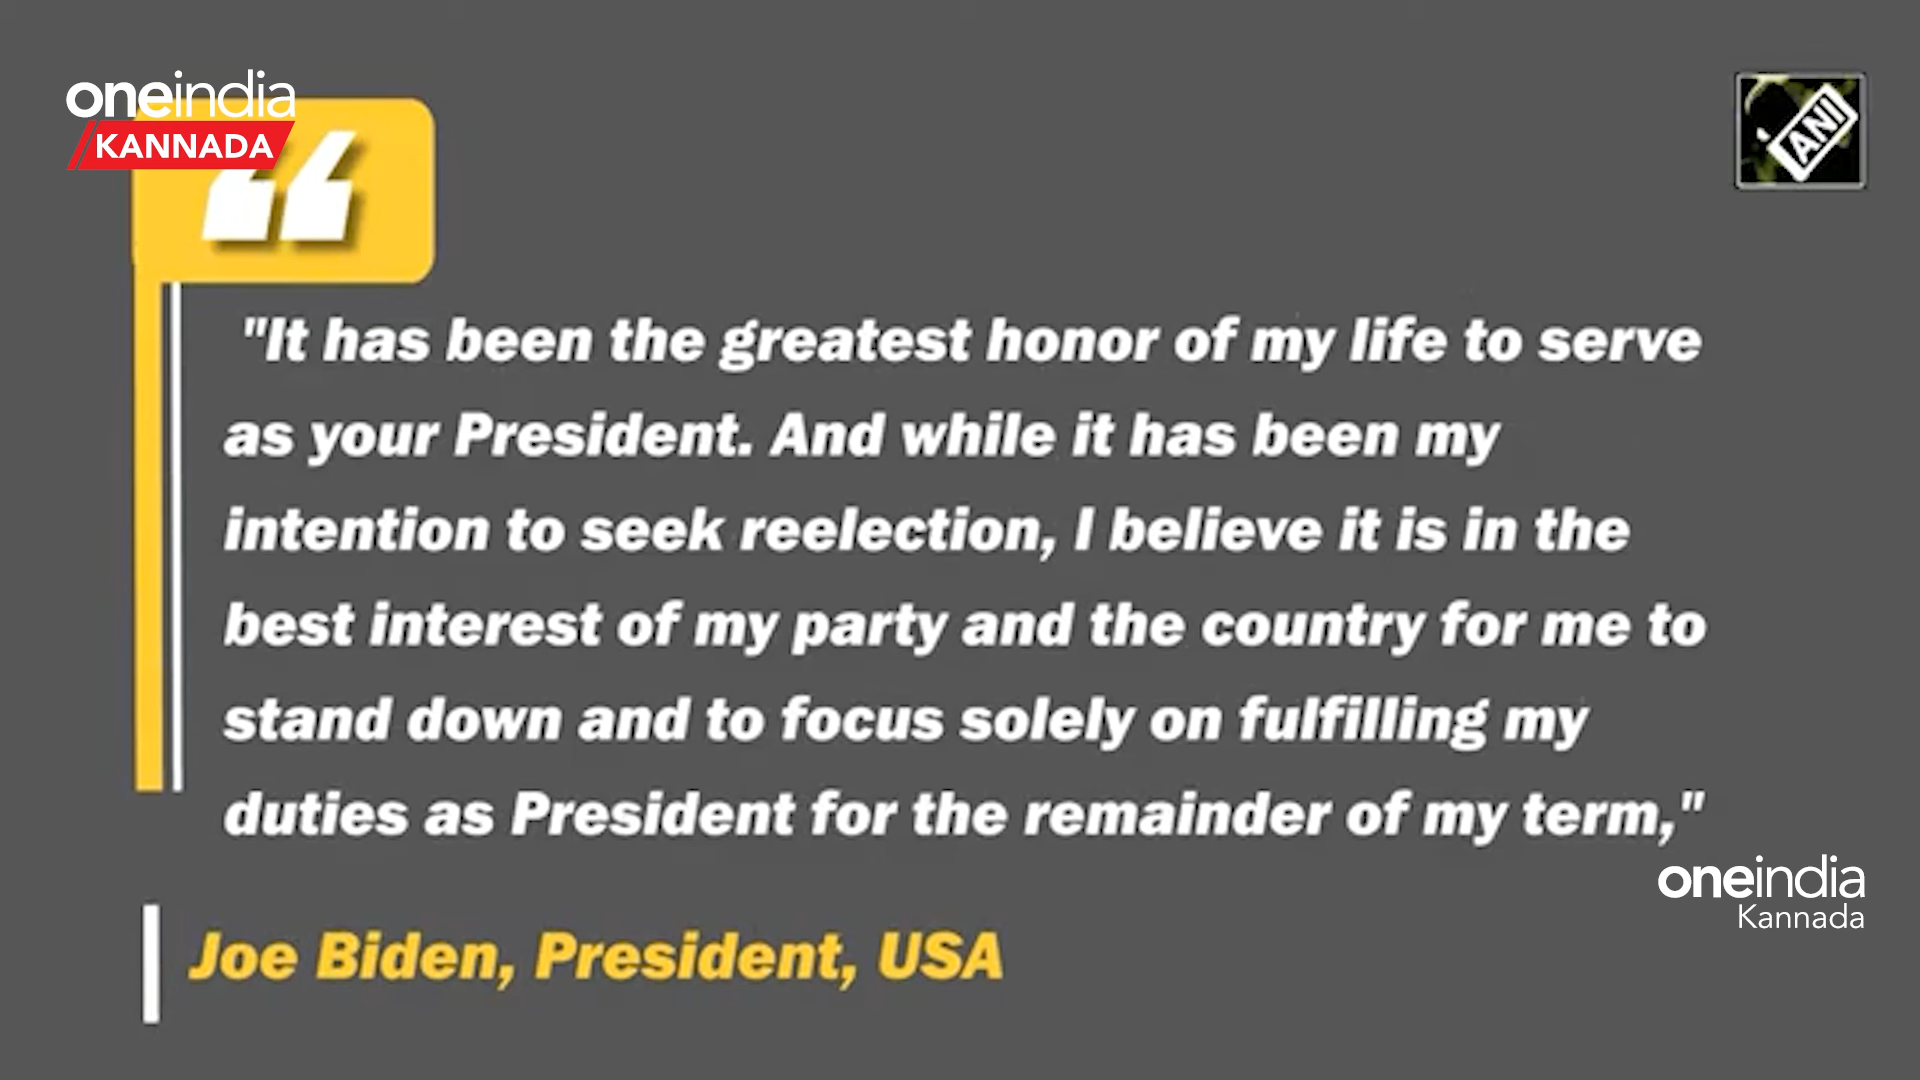 oneindia
KANNADA
ANI
"It has been the greatest honor of my life to serve
as your President. And while it has been my
intention to seek reelection, I believe it is in the
best interest of my party and the country for me to
stand down and to focus solely on fulfilling my
duties as President for the remainder of my term,"
oneindia
Kannada
Joe Biden, President, USA